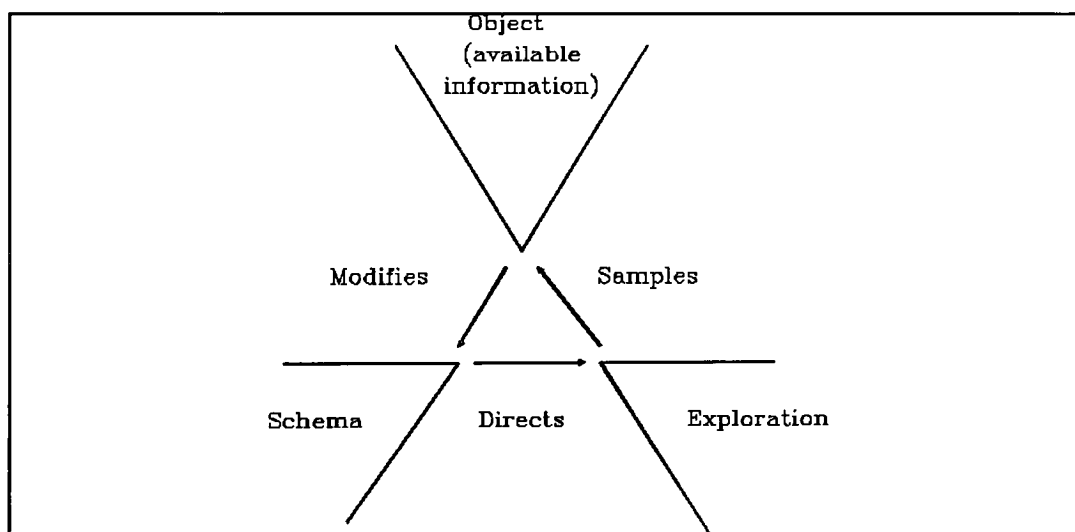 Object
(available
information)
Modifies
Samples
Schema
Directs
Exploration